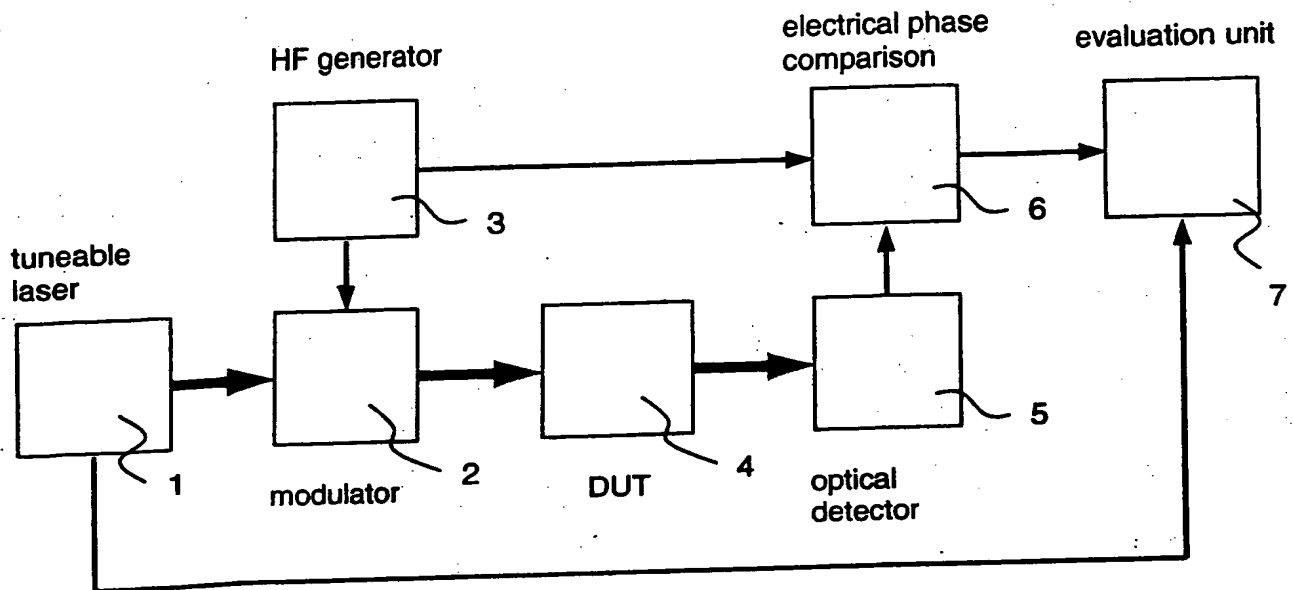 electrical phase
comparison
evaluation unit
HF generator
3
6
7
tuneable
laser
1
2
4
5
modulator
DUT
optical
detector